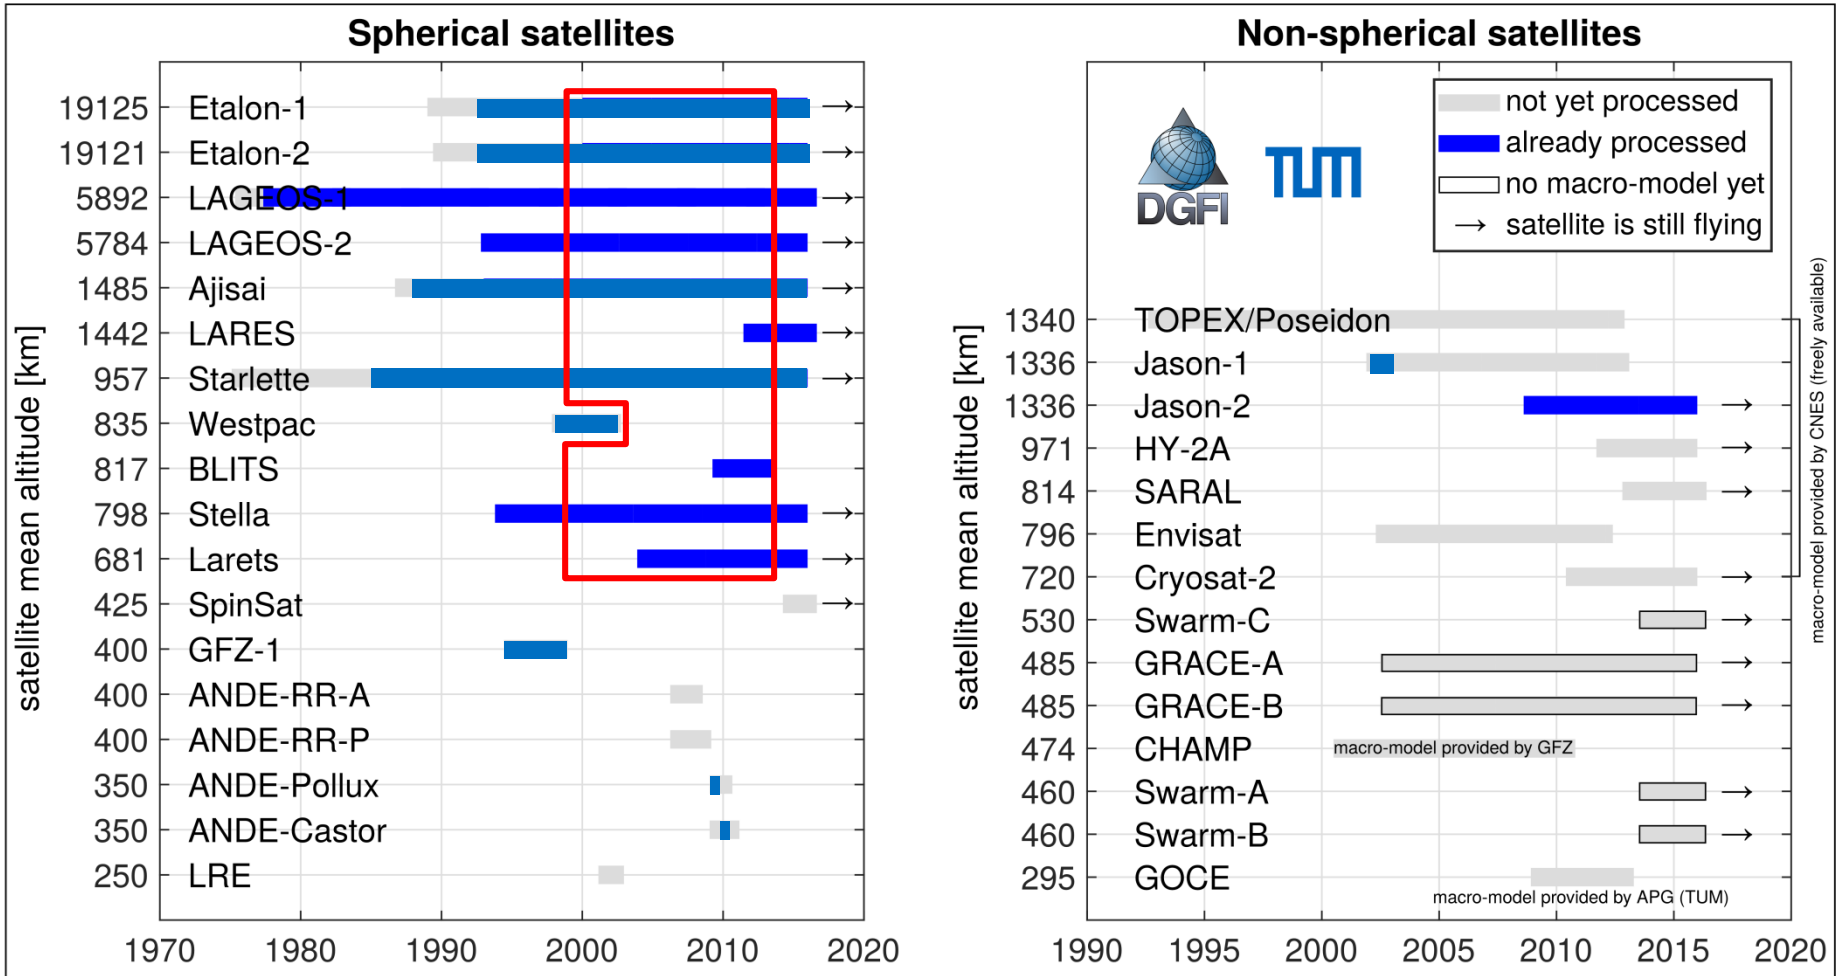 Spherical satellites
19125 Etalon-1
19121 Etalon-2
5892 LAGEOS-1
5784 LAGEOS-2
1485 Ajisai
1442 LARES
957 Starlette
835 Westpac
817 BLITS
798 Stella
681 Larets
425 SpinSat
400 GFZ-1
400 ANDE-RR-A
400 ANDE-RR-P
350 ANDE-Pollux
350 ANDE-Castor
250 LRE
satellite mean altitude [km]
1970 1980 1990 2000 2010 2020
Non-spherical satellites
DGFI
TUM
not yet processed
already processed
no macro-model yet
→ satellite is still flying
1340 TOPEX/Poseidon
1336 Jason-1
1336 Jason-2
971 HY-2A
814 SARAL
796 Envisat
720 Cryosat-2
530 Swarm-C
485 GRACE-A
485 GRACE-B
474 CHAMP macro-model provided by GFZ
460 Swarm-A
460 Swarm-B
295 GOCE
macro-model provided by APG (TUM)
satellite mean altitude [km]
macro-model provided by CNES (freely available)
1990 1995 2000 2005 2010 2015 2020